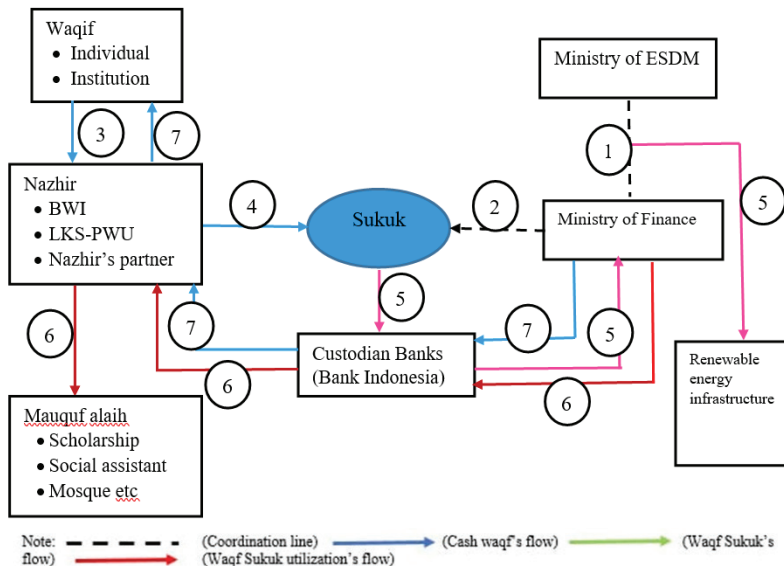 Waqif
• Individual
• Institution
3
7
Nazhir
• BWI
• LKS-PWU
• Nazhir's partner
4
Sukuk
2
Ministry of ESDM
1
Ministry of Finance
5
5
7
5
7
6
6
6
Custodian Banks
(Bank Indonesia)
Renewable
energy
infrastructure
Mauquf alaih
• Scholarship
• Social assistant
• Mosque etc
Note: (Coordination line) (Cash waqf's flow) (Waqf Sukuk's
flow) (Waqf Sukuk utilization's flow)